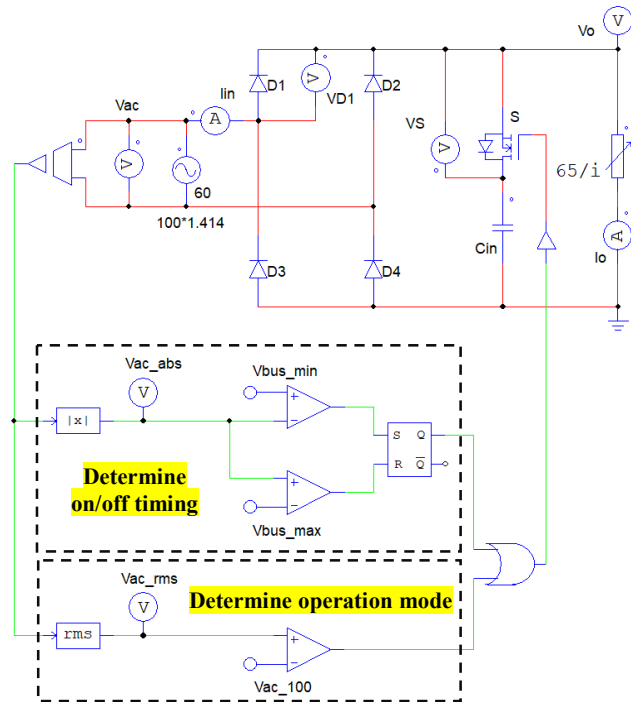 Vo
V
D1
V
VD1
D2
Iin
A
Vac
V
60
100*1.414
VS
V
S
65/i
A
Io
Cin
D3
D4
Vac_abs
V
Vbus_min
|x|
S Q
R Q
Determine
on/off timing
Vbus_max
Vac_rms
V
Determine operation mode
rms
Vac_100